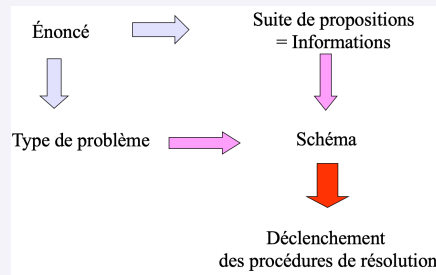 Énoncé
Suite de propositions
= Informations
Type de problème
Schéma
Déclenchement
des procédures de résolution